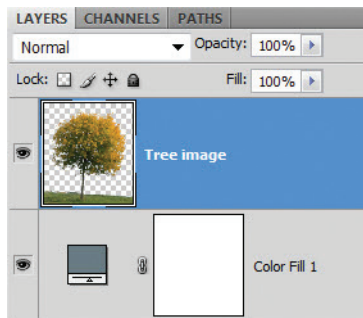 LAYERS CHANNELS PATHS
Normal Opacity: 100%
Lock: Fill: 100%
Tree image
Color Fill 1